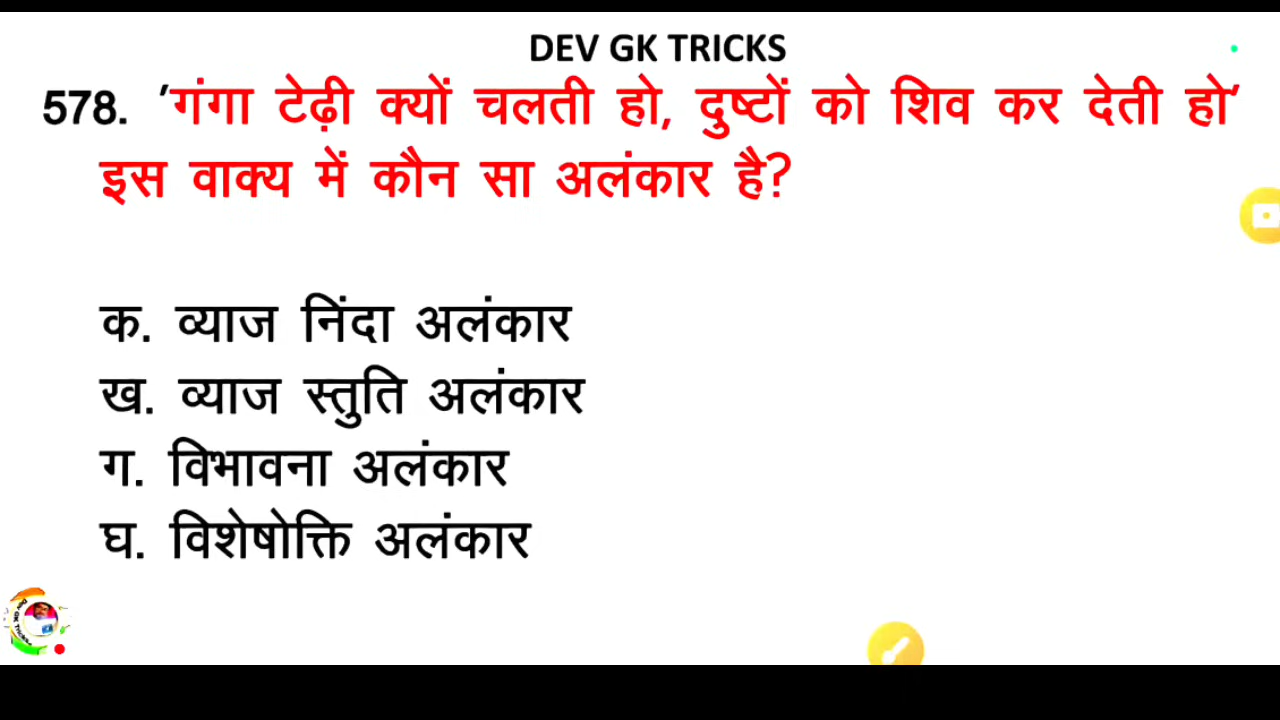 DEV GK TRICKS
578. 'गंगा टेढ़ी क्यों चलती हो, दुष्टों को शिव कर देती हो'
इस वाक्य में कौन सा अलंकार है?
क. व्याज निंदा अलंकार
ख. व्याज स्तुति अलंकार
ग. विभावना अलंकार
घ. विशेषोक्ति अलंकार